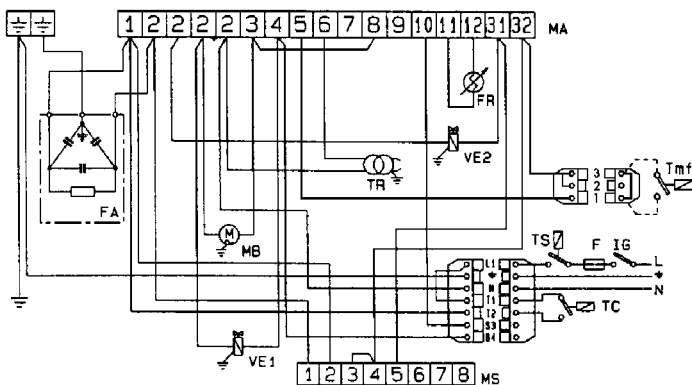 1 2 2 2 2 3 4 5 6 7 8 9 10 11 12 31 32 MA
FR
VE2
TR
FA
MB
3
2
1
Tmf
TS F IG
L1 L
N N
T1
T2 TC
S3
B4
VE1
1 2 3 4 5 6 7 8 MS
M